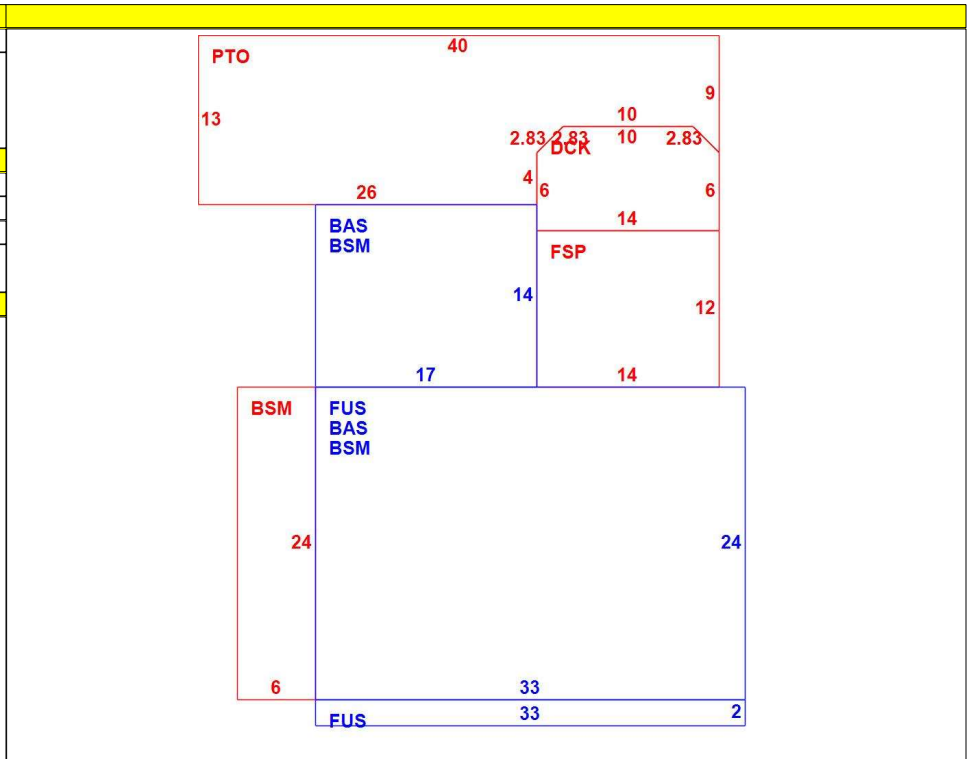 40
PTO
9
13
10
2.83 2.83 10 2.83
DCK
4 6 6
26
14
BAS
BSM
FSP
14
12
17 14
BSM FUS
BAS
BSM
24 24
6 33
33 2
FUS